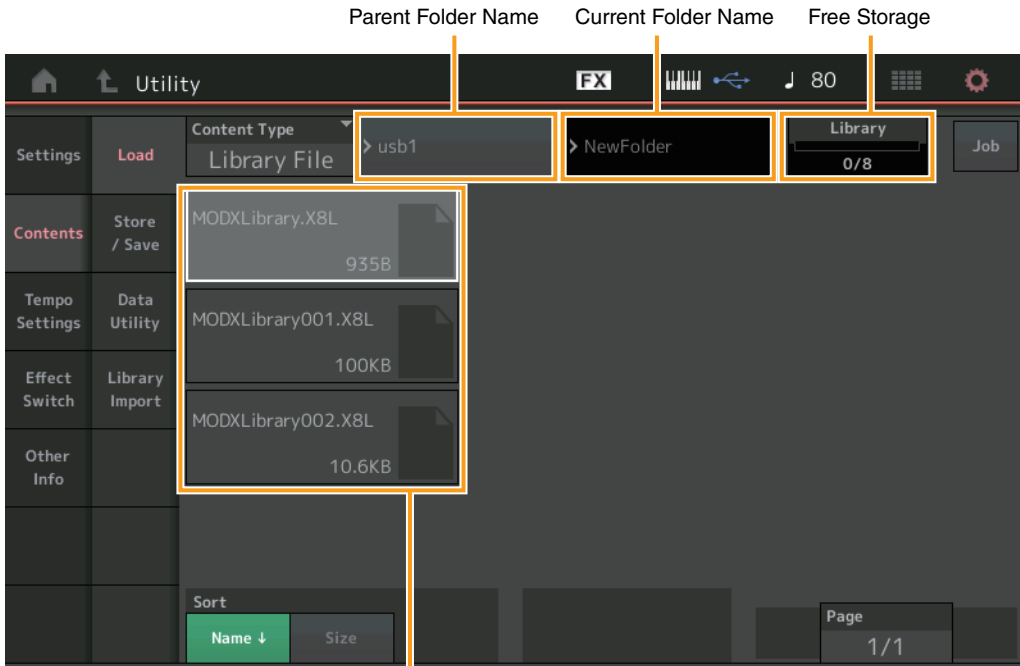 Parent Folder Name
Current Folder Name
Free Storage
Utility
FX
80
Settings
Load
Content Type
Library File
usb1
NewFolder
Library
0/8
Job
Contents
Store
/ Save
MODXLibrary.X8L
935B
Tempo
Settings
Data
Utility
MODXLibrary001.X8L
100KB
Effect
Switch
Library
Import
MODXLibrary002.X8L
10.6KB
Other
Info
Sort
Name ↓
Size
Page
1/1